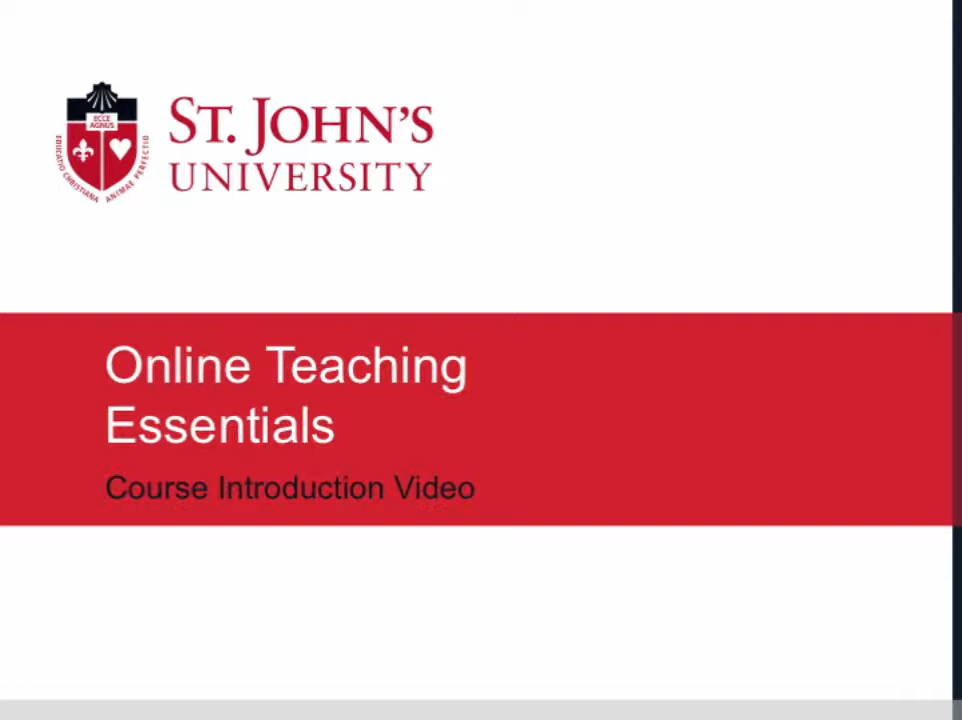 ECCE
AGNUS
EDUCATIO CHRISTIANA ANIMAE PERFECTIO
ST. JOHN'S
UNIVERSITY
Online Teaching
Essentials
Course Introduction Video